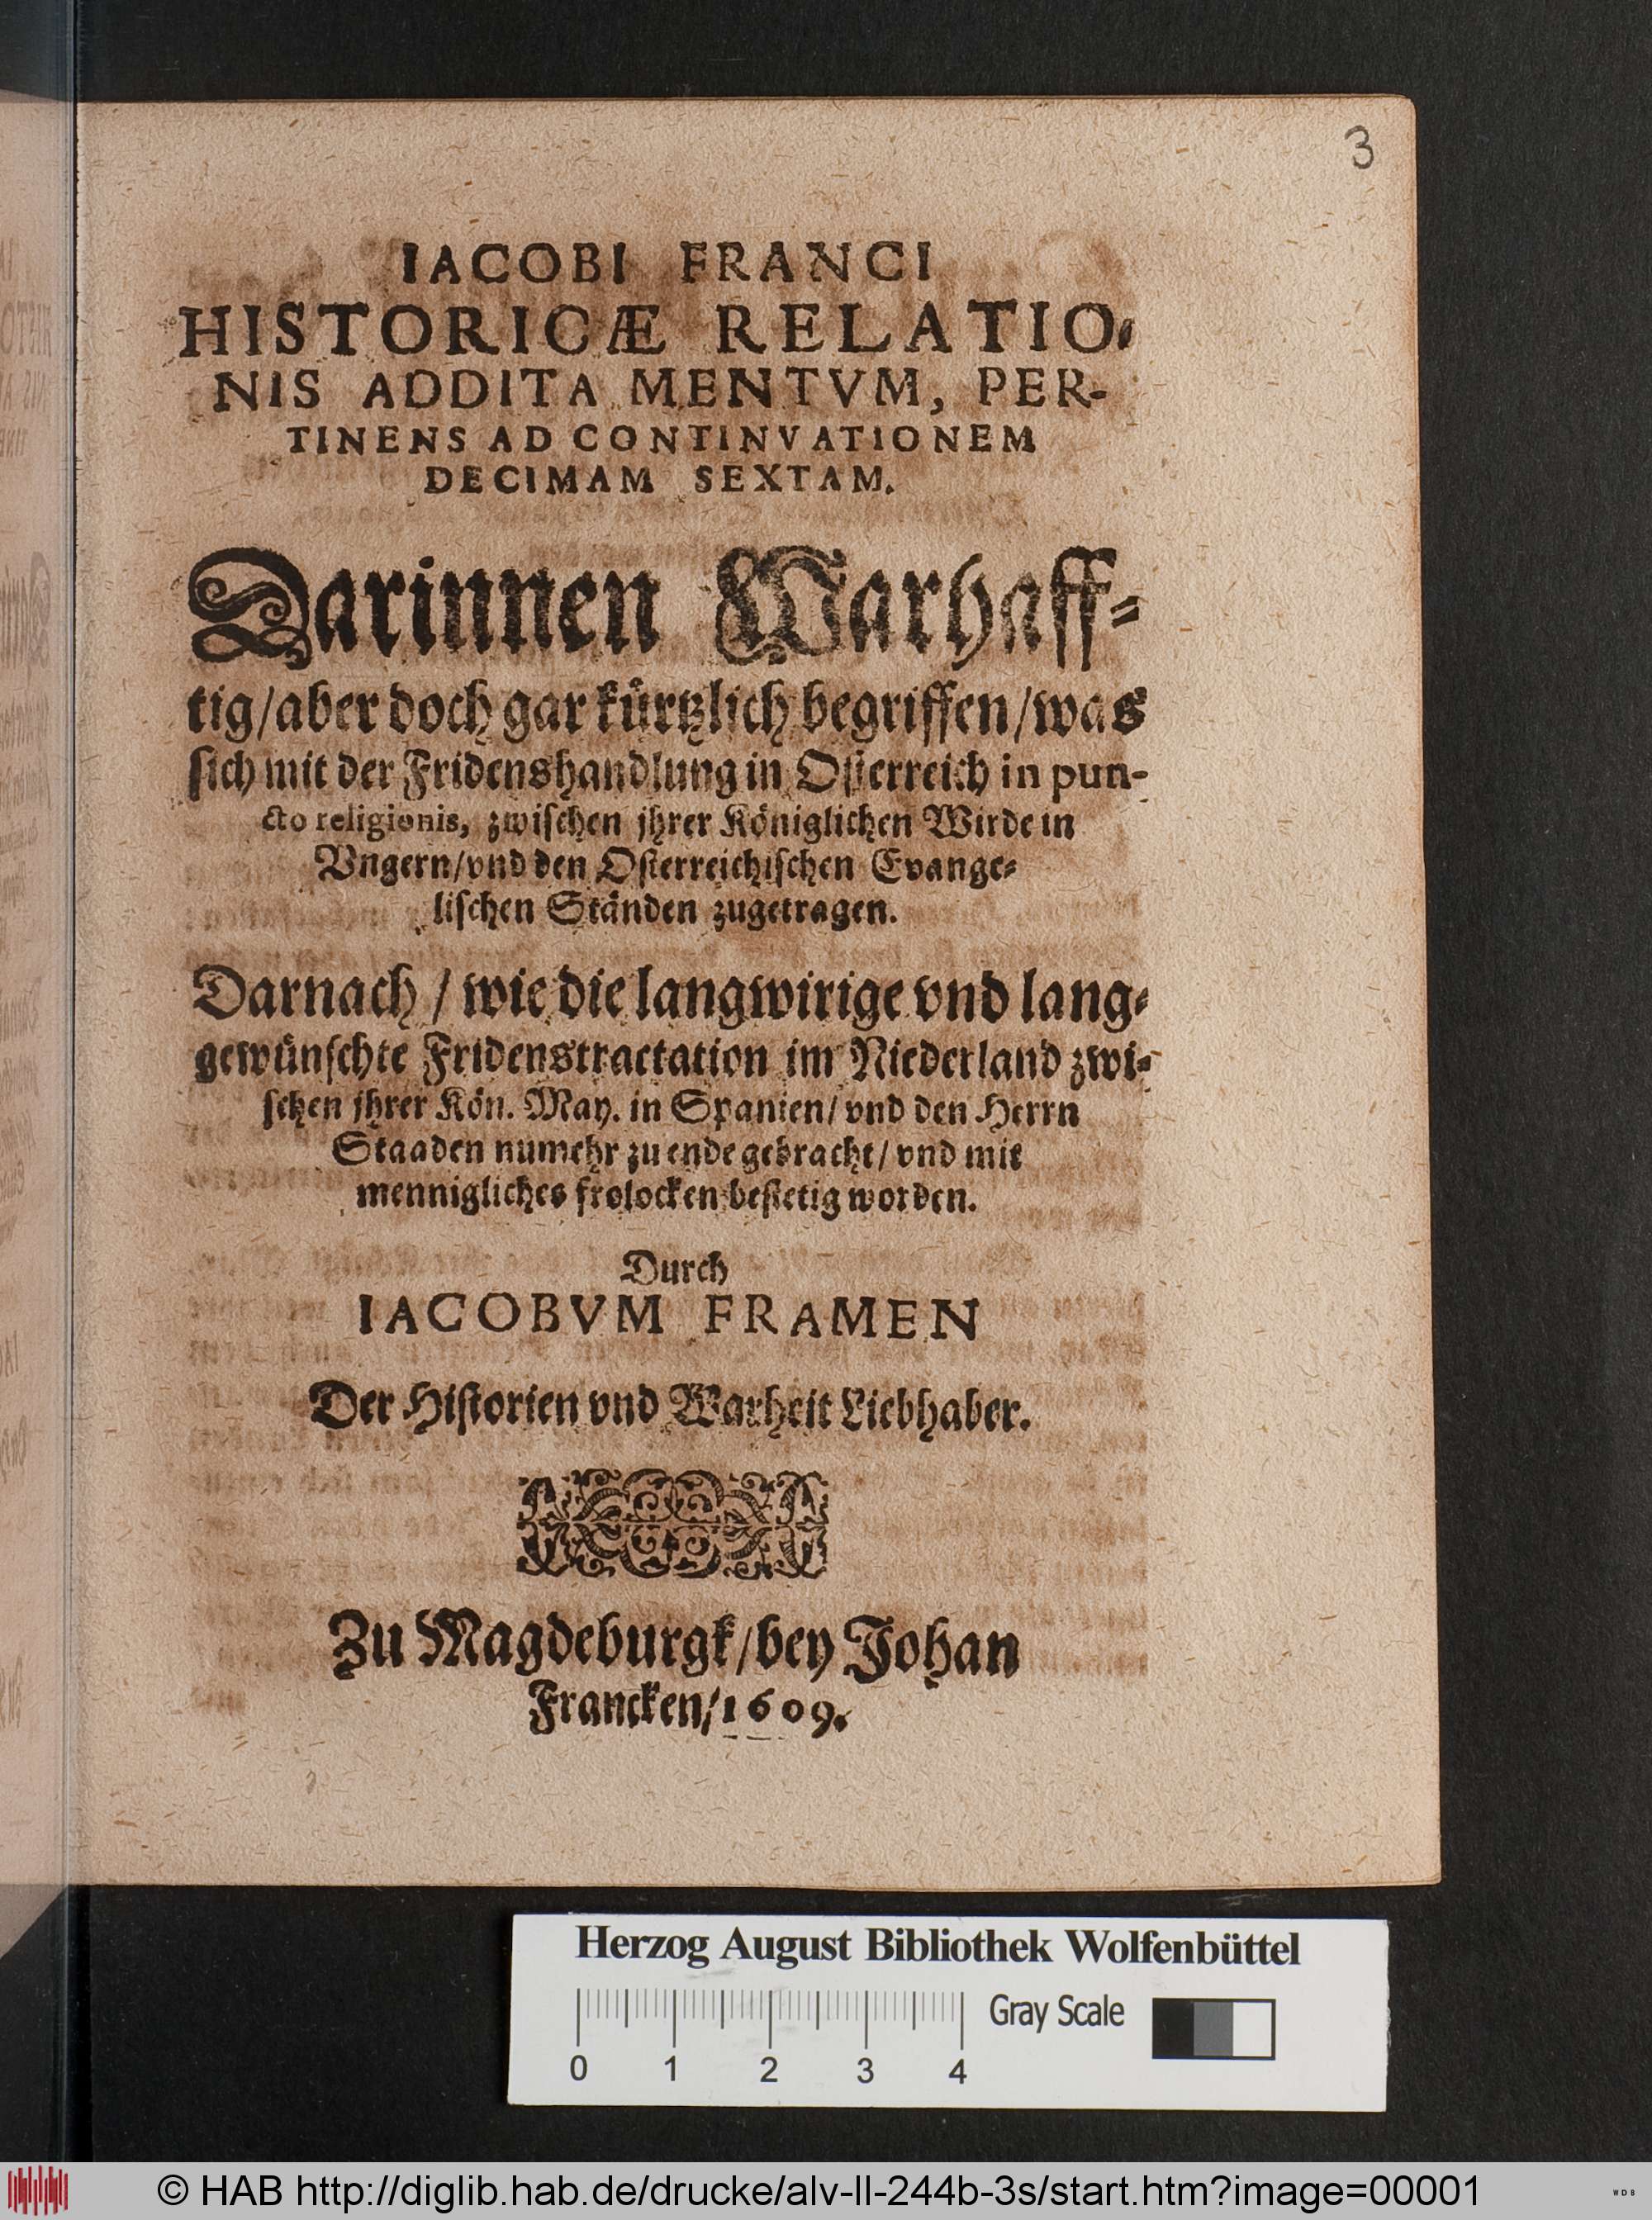 3
IACOBI FRANCI
HISTORICÆ RELATIO-
NIS ADDITA MENTVM, PER-
TINENS AD CONTINVATIONEM
DECIMAM SEXTAM.
Darinnen Warhaff-
tig/aber doch gar kürtzlich begriffen/was
sich mit der Fridenshandlung in Osterreich in pun-
cto religionis, zwischen jhrer Königlichen Wirde in
Vngern/vnd den Osterreichischen Evange-
lischen Ständen zugetragen.
Darnach / wie die langwirige vnd lang-
gewünschte Fridenstractation im Niederland zwi-
schen jhrer Kön. May. in Spanien/ vnd den Herrn
Staaden numehr zu ende gebracht/ vnd mit
mennigliches frolocken bestetig worden.
Durch
IACOBVM FRAMEN
Der Historien vnd Warheit Liebhaber.
Zu Magdeburgk/bey Johan
Francken/1609.
Herzog August Bibliothek Wolfenbüttel
Gray Scale
0 1 2 3 4
© HAB http://diglib.hab.de/drucke/alv-ll-244b-3s/start.htm?image=00001
WDB